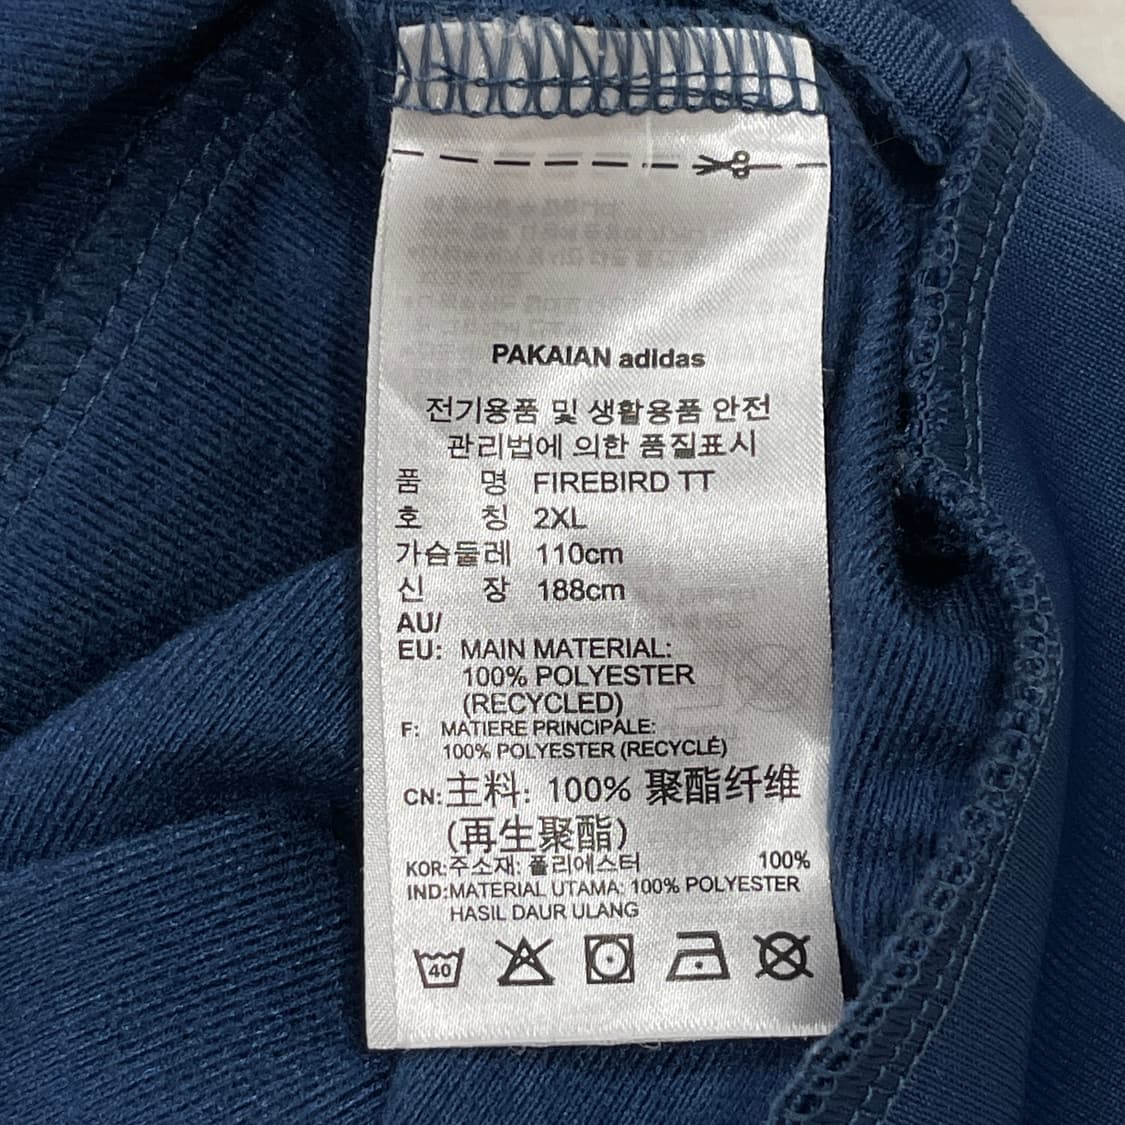 PAKAIAN adidas
전기용품 및 생활용품 안전
관리법에 의한 품질표시
품 명 FIREBIRD TT
호 칭 2XL
가슴둘레 110cm
신 장 188cm
AU/
EU: MAIN MATERIAL:
100% POLYESTER
(RECYCLED)
F: MATIERE PRINCIPALE:
100% POLYESTER (RECYCLÉ)
CN: 主料: 100% 聚酯纤维
(再生聚酯)
KOR:주소재: 폴리에스터 100%
IND:MATERIAL UTAMA: 100% POLYESTER
HASIL DAUR ULANG
40